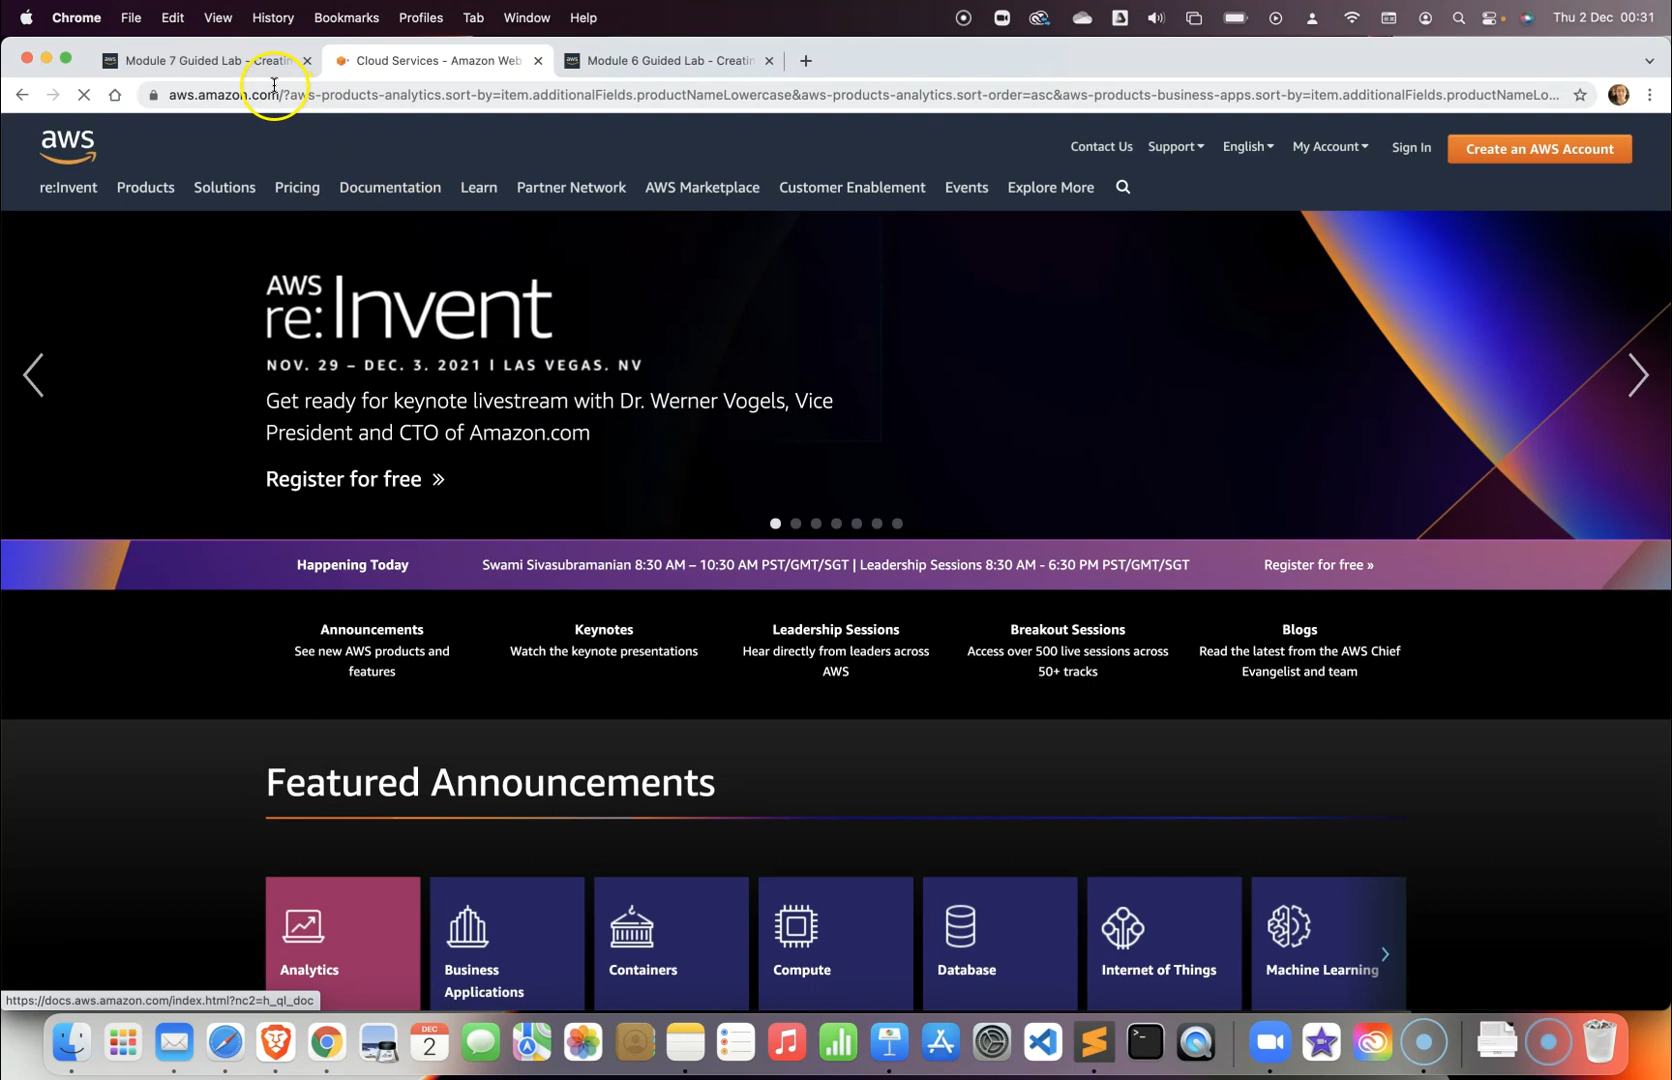 Chrome File Edit View History Bookmarks Profiles Tab Window Help Thu 2 Dec 00:31
Module 7 Guided Lab - Creatin Cloud Services - Amazon Web Module 6 Guided Lab - Creatin
aws.amazon.com/?aws-products-analytics.sort-by=item.additionalFields.productNameLowercase&aws-products-analytics.sort-order=asc&aws-products-business-apps.sort-by=item.additionalFields.productNameLo...
aws
Contact Us Support English My Account Sign In Create an AWS Account
re:Invent Products Solutions Pricing Documentation Learn Partner Network AWS Marketplace Customer Enablement Events Explore More
AWS
re:Invent
NOV. 29 – DEC. 3. 2021 | LAS VEGAS. NV
Get ready for keynote livestream with Dr. Werner Vogels, Vice
President and CTO of Amazon.com
Register for free »
Happening Today Swami Sivasubramanian 8:30 AM – 10:30 AM PST/GMT/SGT | Leadership Sessions 8:30 AM - 6:30 PM PST/GMT/SGT Register for free »
Announcements
See new AWS products and
features
Keynotes
Watch the keynote presentations
Leadership Sessions
Hear directly from leaders across
AWS
Breakout Sessions
Access over 500 live sessions across
50+ tracks
Blogs
Read the latest from the AWS Chief
Evangelist and team
Featured Announcements
Analytics
Business
Applications
Containers
Compute
Database
Internet of Things
Machine Learning
https://docs.aws.amazon.com/index.html?nc2=h_ql_doc
DEC
2